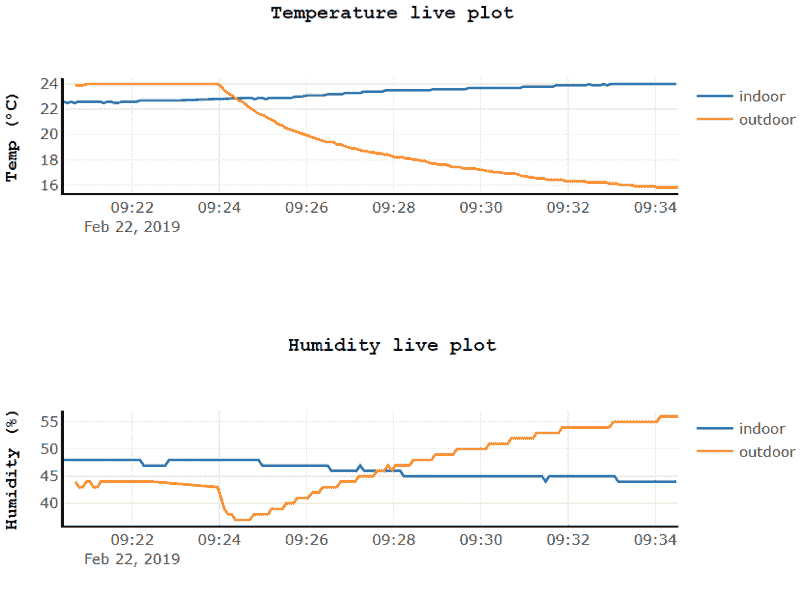 Temperature live plot
Temp (°C)
24
22
20
18
16
09:22 09:24 09:26 09:28 09:30 09:32 09:34
Feb 22, 2019
indoor
outdoor
Humidity live plot
Humidity (%)
55
50
45
40
09:22 09:24 09:26 09:28 09:30 09:32 09:34
Feb 22, 2019
indoor
outdoor